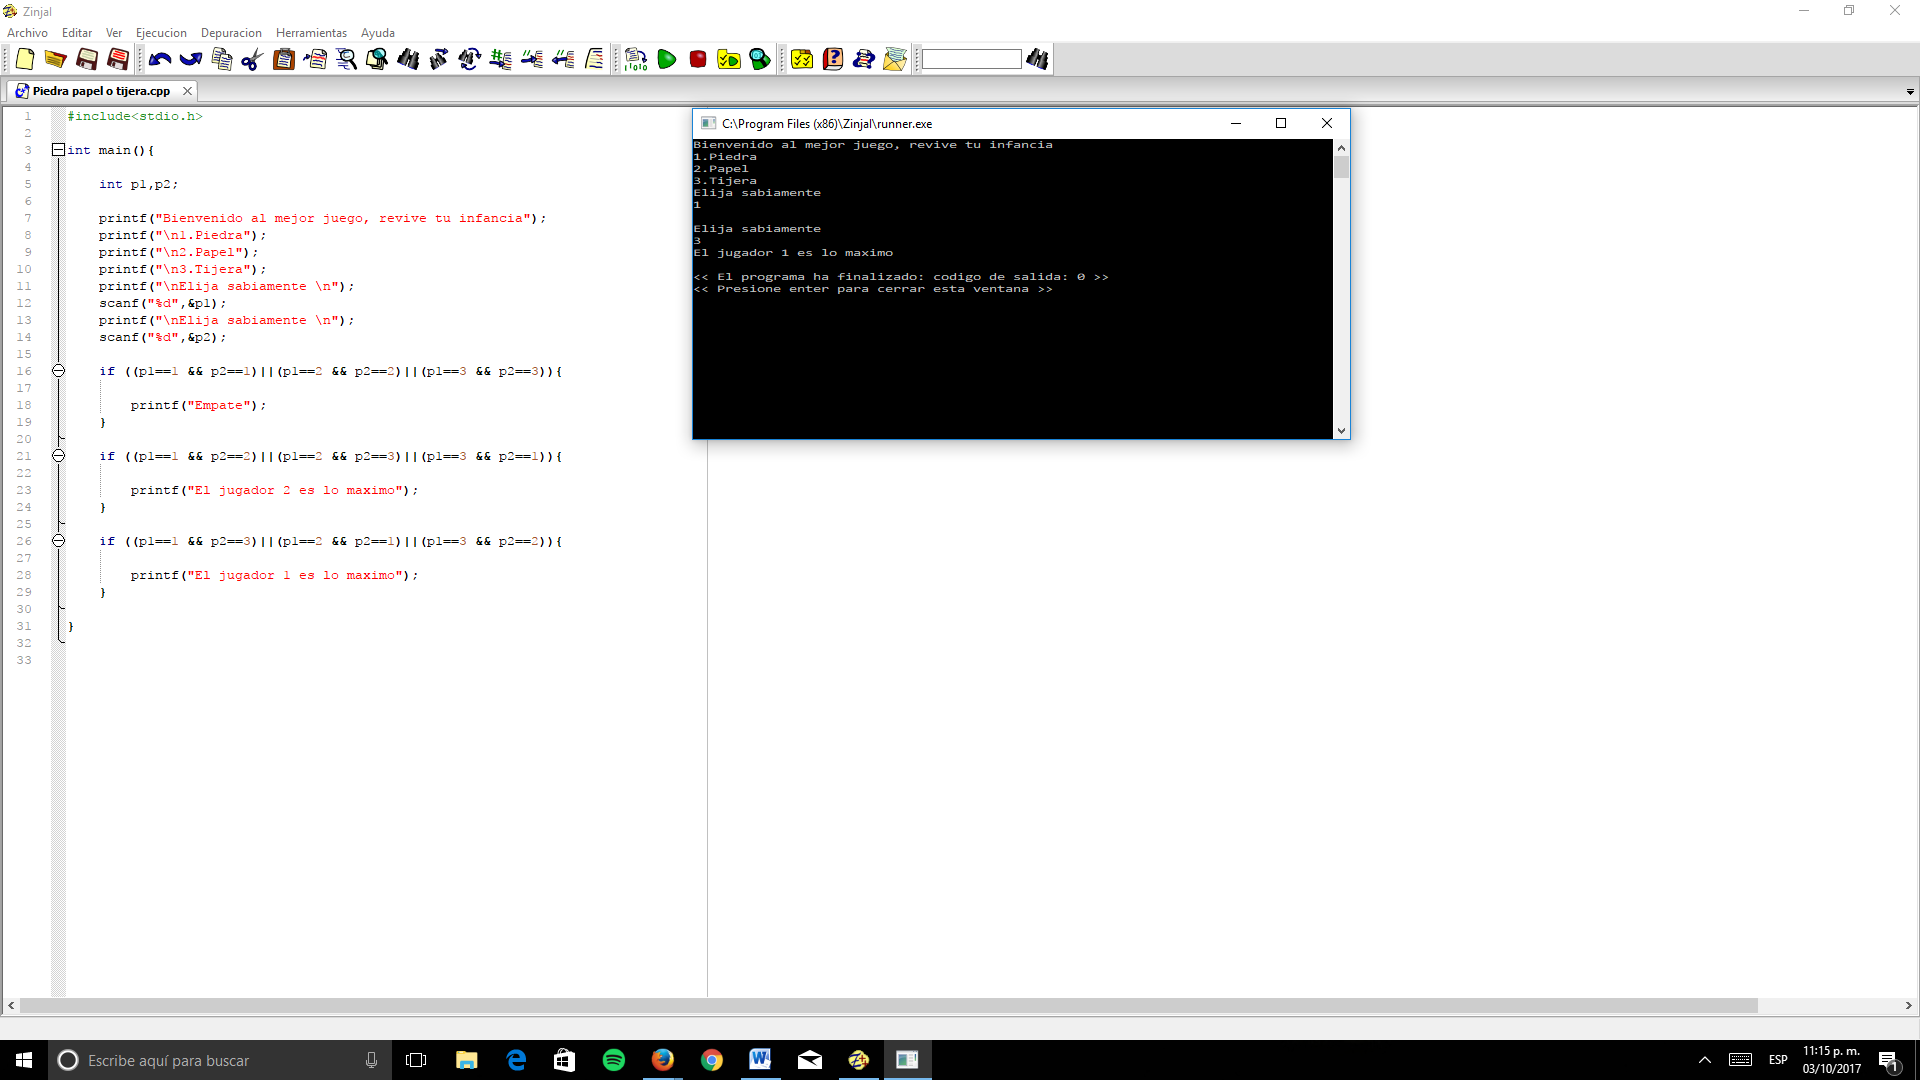 Zinjal
Archivo Editar Ver Ejecucion Depuracion Herramientas Ayuda
Piedra papel o tijera.cpp
1 #include<stdio.h>
2
3 int main(){
4
5 int p1,p2;
6
7 printf("Bienvenido al mejor juego, revive tu infancia");
8 printf("\n1.Piedra");
9 printf("\n2.Papel");
10 printf("\n3.Tijera");
11 printf("\nElija sabiamente \n");
12 scanf("%d",&p1);
13 printf("\nElija sabiamente \n");
14 scanf("%d",&p2);
15
16 if ((p1==1 && p2==1)||(p1==2 && p2==2)||(p1==3 && p2==3)){
17
18 printf("Empate");
19 }
20
21 if ((p1==1 && p2==2)||(p1==2 && p2==3)||(p1==3 && p2==1)){
22
23 printf("El jugador 2 es lo maximo");
24 }
25
26 if ((p1==1 && p2==3)||(p1==2 && p2==1)||(p1==3 && p2==2)){
27
28 printf("El jugador 1 es lo maximo");
29 }
30
31 }
32
33
C:\Program Files (x86)\Zinjal\runner.exe
Bienvenido al mejor juego, revive tu infancia
1.Piedra
2.Papel
3.Tijera
Elija sabiamente
1
Elija sabiamente
3
El jugador 1 es lo maximo
<< El programa ha finalizado: codigo de salida: 0 >>
<< Presione enter para cerrar esta ventana >>
Escribe aquí para buscar
ESP
11:15 p. m.
03/10/2017
1